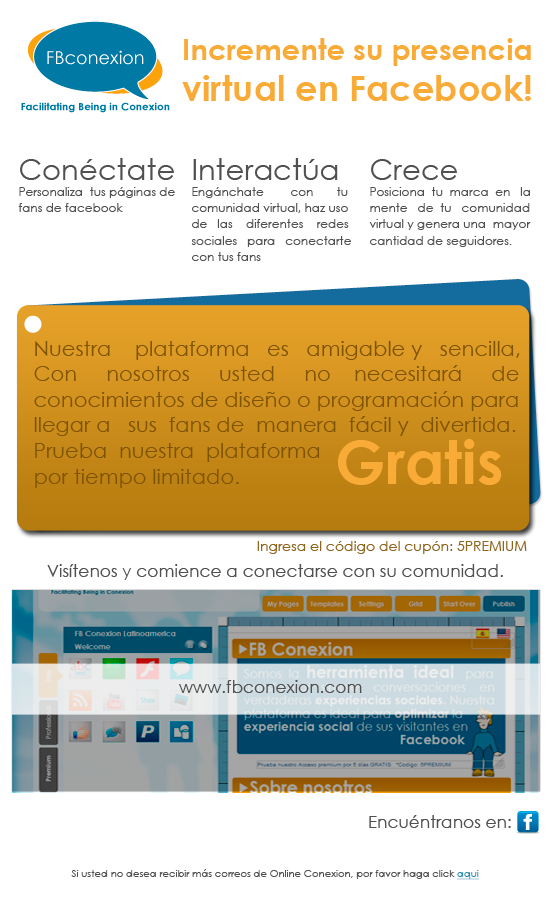 FBconexion
Facilitating Being in Conexion
Incremente su presencia
virtual en Facebook!
Conéctate
Personaliza tus páginas de
fans de facebook
Interactúa
Engánchate con tu
comunidad virtual, haz uso
de las diferentes redes
sociales para conectarte
con tus fans
Crece
Posiciona tu marca en la
mente de tu comunidad
virtual y genera una mayor
cantidad de seguidores.
Nuestra plataforma es amigable y sencilla,
Con nosotros usted no necesitará de
conocimientos de diseño o programación para
llegar a sus fans de manera fácil y divertida.
Prueba nuestra plataforma
por tiempo limitado.
Gratis
Ingresa el código del cupón: 5PREMIUM
Visítenos y comience a conectarse con su comunidad.
Facilitating Being in Conexion
My Pages Templates Settings Grid Start Over Publish
FB Conexion Latinoamerica
Welcome
FB Conexion
Somos la herramienta ideal para
conversaciones en
verdaderas experiencias sociales. Nuestra
plataforma es ideal para optimizar la
experiencia social de sus visitantes en
Facebook
Pruebe nuestro Acceso premium por 5 días GRATIS *Codigo: 5PREMIUM
Sobre nosotros
Share
Premium
www.fbconexion.com
Encuéntranos en:
Si usted no desea recibir más correos de Online Conexion, por favor haga click aqui